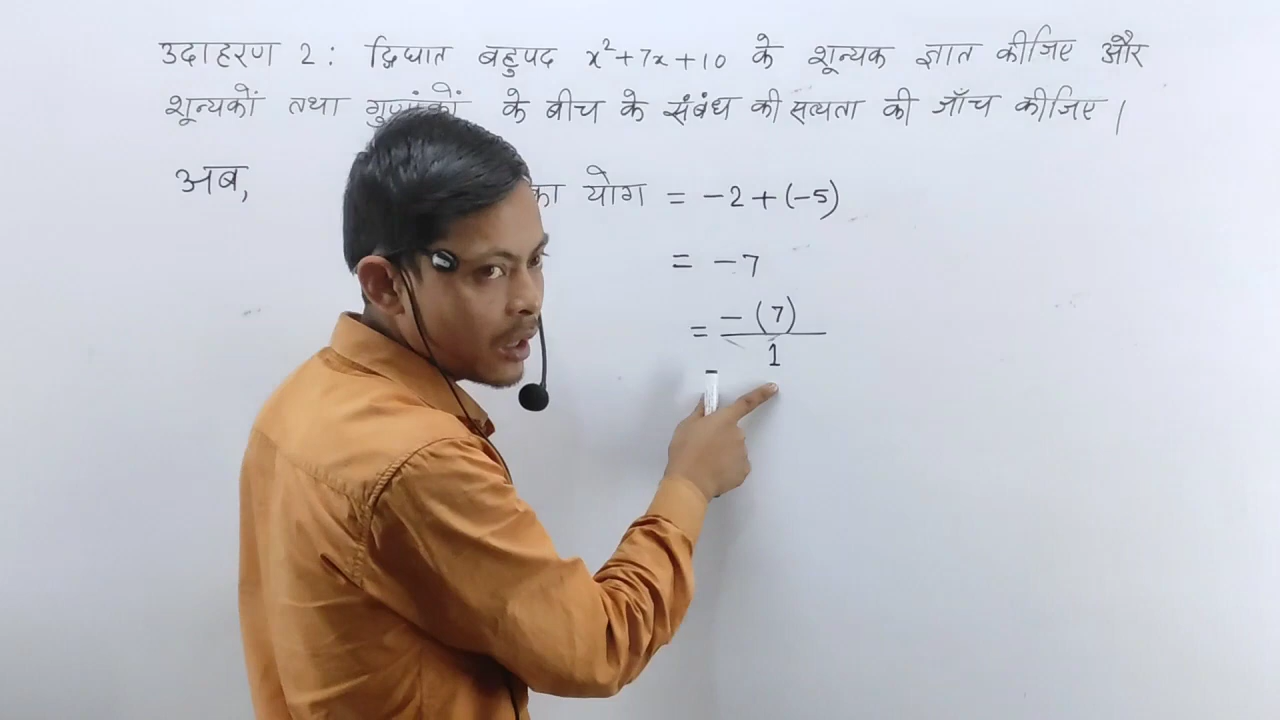 उदाहरण 2: द्विघात बहुपद x²+7x+10 के शून्यक ज्ञात कीजिए और
शून्यकों तथा गुणांकों के बीच के संबंध की सत्यता की जाँच कीजिए।
अब, का योग = -2+(-5)
= -7
= -(7)/1